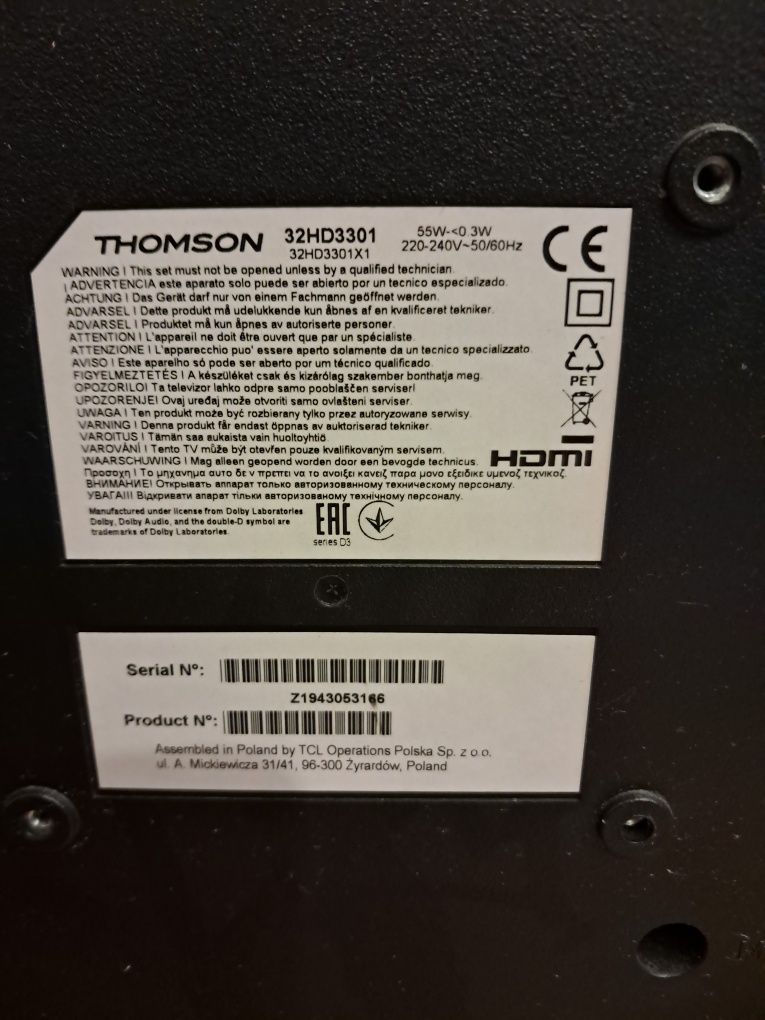 THOMSON 32HD3301 55W-<0.3W
32HD3301X1 220-240V~50/60Hz
CE
WARNING ! This set must not be opened unless by a qualified technician.
¡ ADVERTENCIA este aparato solo puede ser abierto por un tecnico especializado.
ACHTUNG ! Das Gerät darf nur von einem Fachmann geöffnet werden.
ADVARSEL ! Dette produkt må udelukkende kun åbnes af en kvalificeret tekniker.
ADVARSEL ! Produktet må kun åpnes av autoriserte personer.
ATTENTION ! L'appareil ne doit être ouvert que par un spécialiste.
ATTENZIONE ! L'apparecchio puo' essere aperto solamente da un tecnico specializzato.
AVISO ! Este aparelho só pode ser aberto por um técnico qualificado.
FIGYELMEZTETÉS ! A készüléket csak és kizárólag szakember bonthatja meg.
OPOZORILO! Ta televizor lahko odpre samo pooblaščen serviser!
UPOZORENJE! Ovaj uređaj može otvoriti samo ovlašteni serviser.
UWAGA ! Ten produkt może być rozbierany tylko przez autoryzowane serwisy.
VARNING ! Denna produkt får endast öppnas av auktoriserad tekniker.
VAROITUS ! Tämän saa aukaista vain huoltoyhtiö.
VAROVÁNÍ ! Tento TV může být otevřen pouze kvalifikovaným servisem.
WAARSCHUWING ! Mag alleen geopend worden door een bevogde technicus.
Προσοχη ! Το μηχανημα αυτο δε ν πρεπει να το ανοιξει κανεις παρα μονο εξειδικε υμενος τεχνικος.
ВНИМАНИЕ! Открывать аппарат только авторизованному техническому персоналу.
УВАГА!!! Відкривати апарат тільки авторизованому технічному персоналу.
PET
HDMI
Manufactured under license from Dolby Laboratories
Dolby, Dolby Audio, and the double-D symbol are
trademarks of Dolby Laboratories.
EAC
series D3
Serial N°:
Z1943053166
Product N°:
Assembled in Poland by TCL Operations Polska Sp. z o.o.
ul. A. Mickiewicza 31/41, 96-300 Żyrardów, Poland